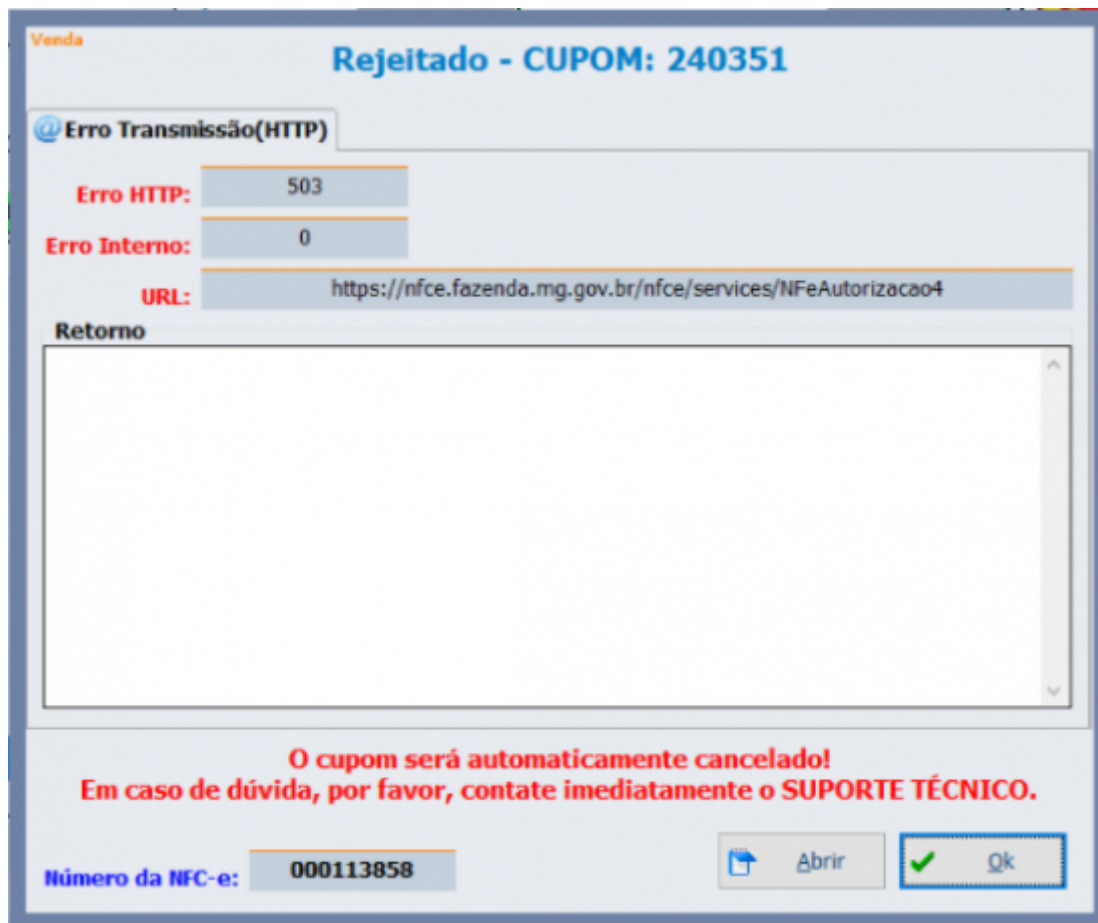 Venda
Rejeitado - CUPOM: 240351
Erro Transmissão(HTTP)
Erro HTTP: 503
Erro Interno: 0
URL: https://nfce.fazenda.mg.gov.br/nfce/services/NFeAutorizacao4
Retorno
O cupom será automaticamente cancelado!
Em caso de dúvida, por favor, contate imediatamente o SUPORTE TÉCNICO.
Número da NFC-e: 000113858
Abrir
Ok